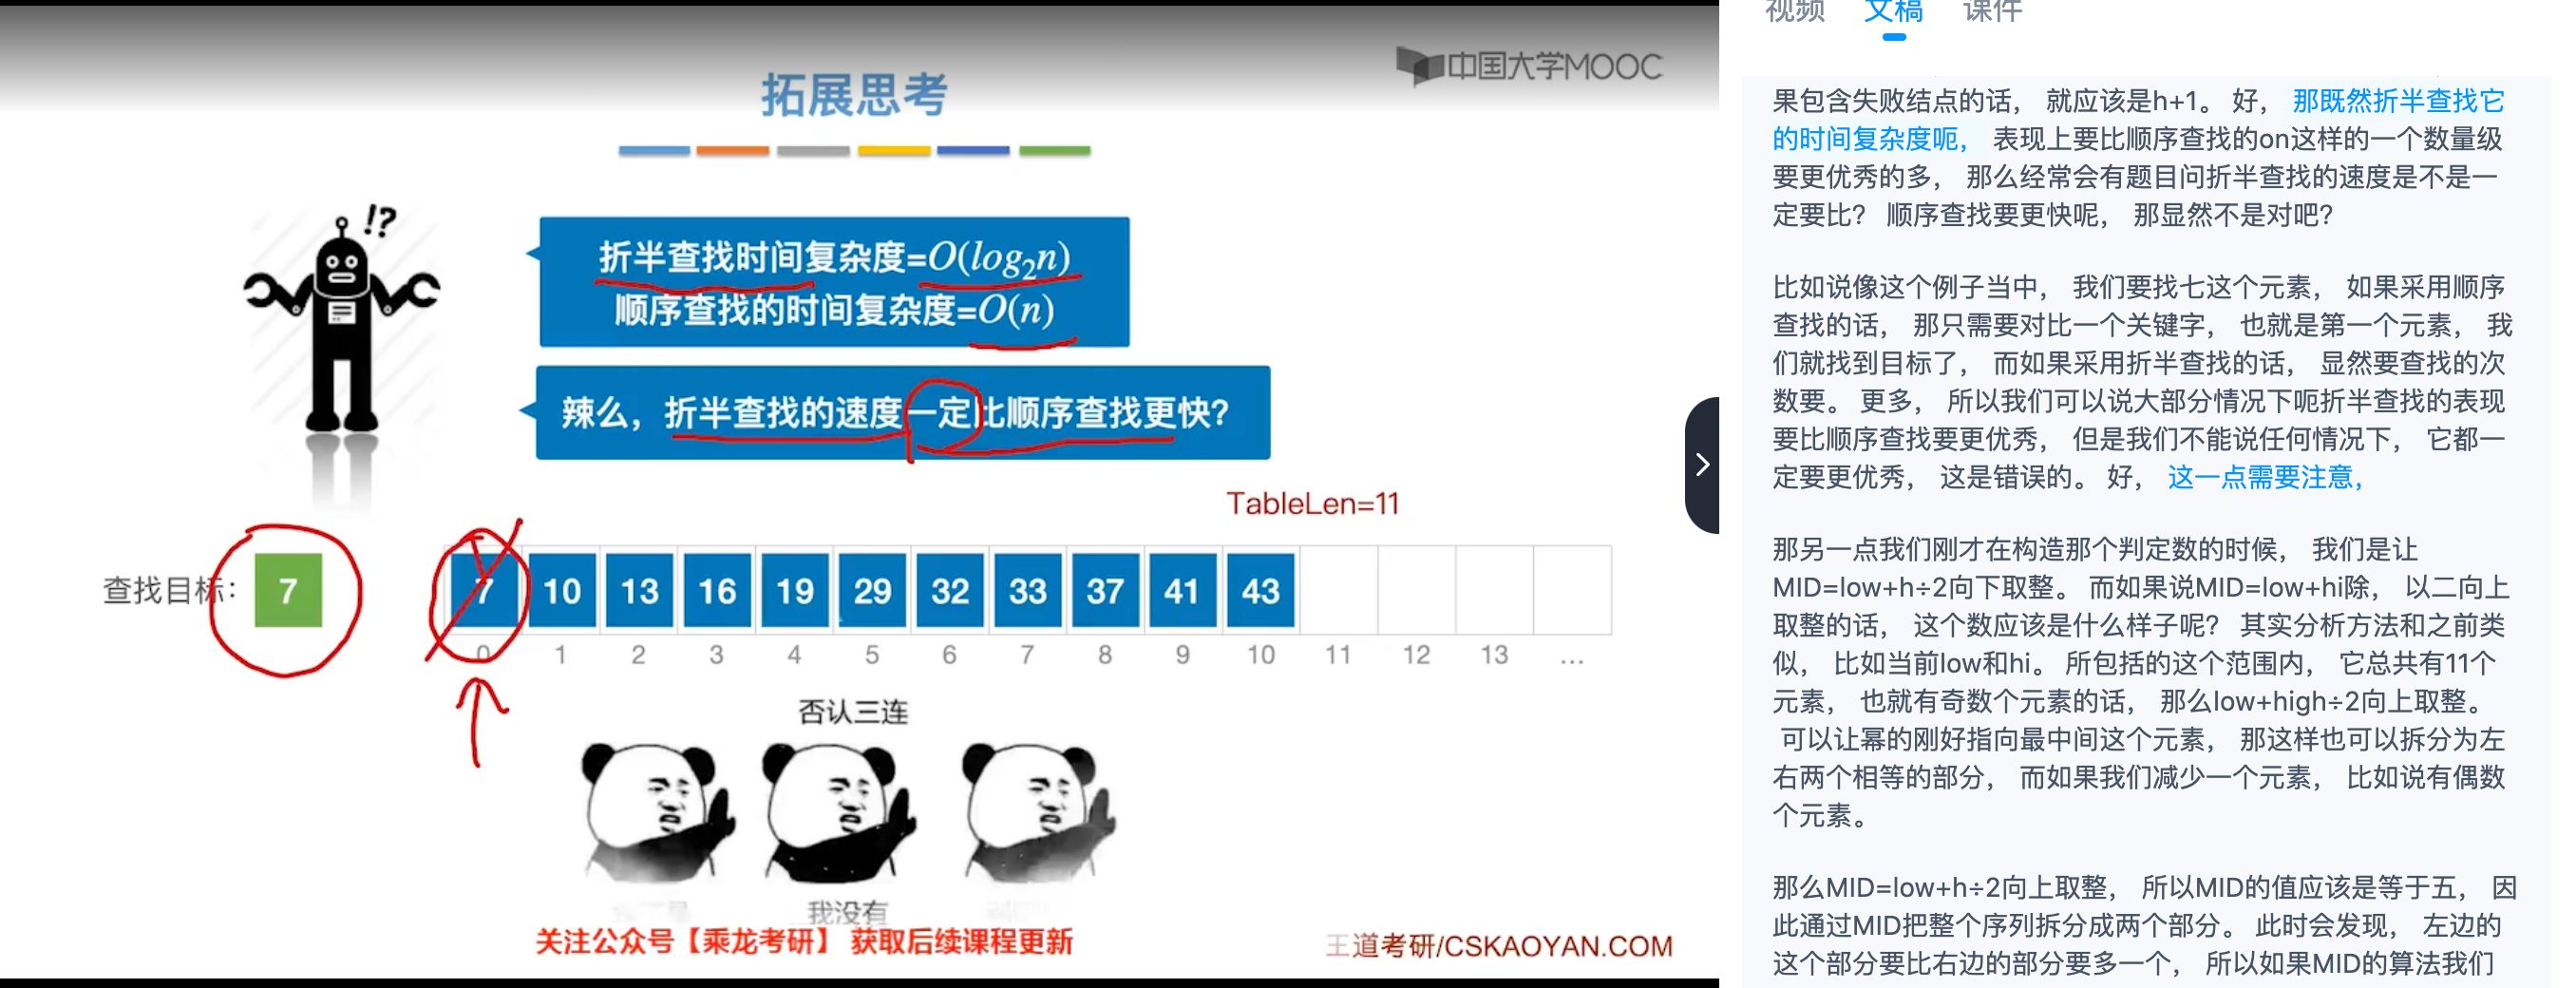 中国大学MOOC
拓展思考
!?
折半查找时间复杂度=O(log₂n)
顺序查找的时间复杂度=O(n)
辣么，折半查找的速度一定比顺序查找更快？
TableLen=11
查找目标：
7
7 10 13 16 19 29 32 33 37 41 43
0 1 2 3 4 5 6 7 8 9 10 11 12 13 ...
否认三连
我没有
关注公众号【乘龙考研】 获取后续课程更新
王道考研/CSKAOYAN.COM
视频 文稿 课件
果包含失败结点的话， 就应该是h+1。 好， 那既然折半查找它
的时间复杂度呃， 表现上要比顺序查找的on这样的一个数量级
要更优秀的多， 那么经常会有题目问折半查找的速度是不是一
定要比？ 顺序查找要更快呢， 那显然不是对吧？
比如说像这个例子当中， 我们要找七这个元素， 如果采用顺序
查找的话， 那只需要对比一个关键字， 也就是第一个元素， 我
们就找到目标了， 而如果采用折半查找的话， 显然要查找的次
数要。 更多， 所以我们可以说大部分情况下呃折半查找的表现
要比顺序查找要更优秀， 但是我们不能说任何情况下， 它都一
定要更优秀， 这是错误的。 好， 这一点需要注意，
那另一点我们刚才在构造那个判定数的时候， 我们是让
MID=low+h÷2向下取整。 而如果说MID=low+hi除， 以二向上
取整的话， 这个数应该是什么样子呢？ 其实分析方法和之前类
似， 比如当前low和hi。 所包括的这个范围内， 它总共有11个
元素， 也就有奇数个元素的话， 那么low+high÷2向上取整。
可以让幂的刚好指向最中间这个元素， 那这样也可以拆分为左
右两个相等的部分， 而如果我们减少一个元素， 比如说有偶数
个元素。
那么MID=low+h÷2向上取整， 所以MID的值应该是等于五， 因
此通过MID把整个序列拆分成两个部分。 此时会发现， 左边的
这个部分要比右边的部分要多一个， 所以如果MID的算法我们